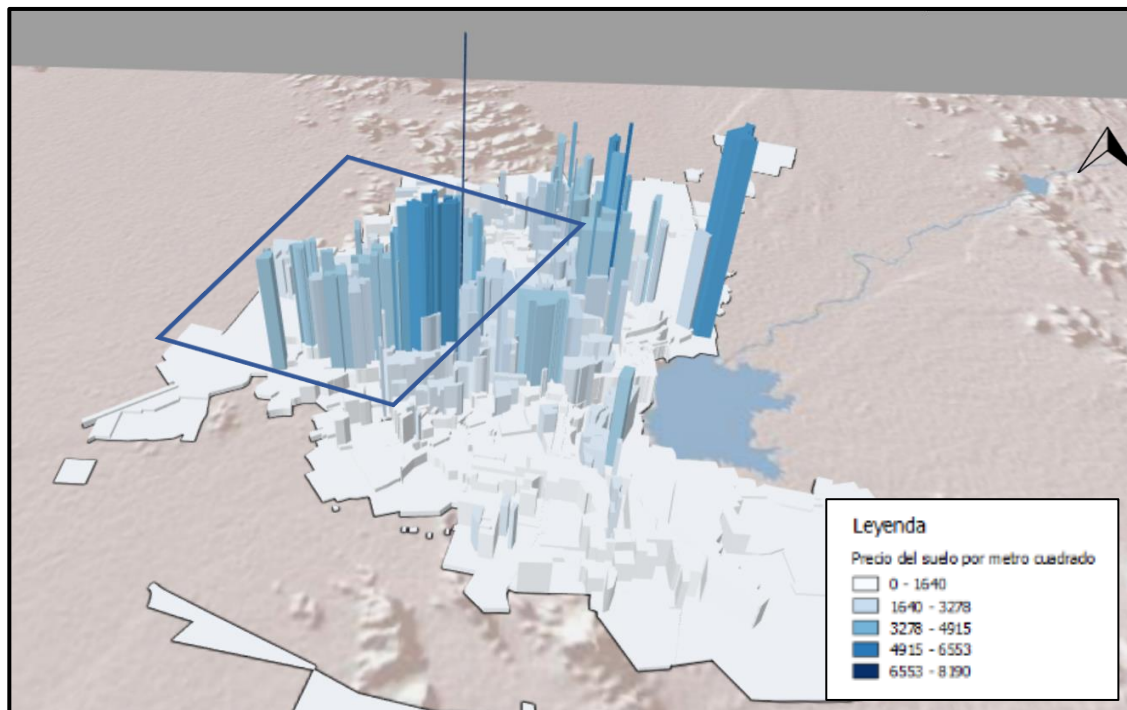 Leyenda
Precio del suelo por metro cuadrado
0 - 1640
1640 - 3278
3278 - 4915
4915 - 6553
6553 - 8190